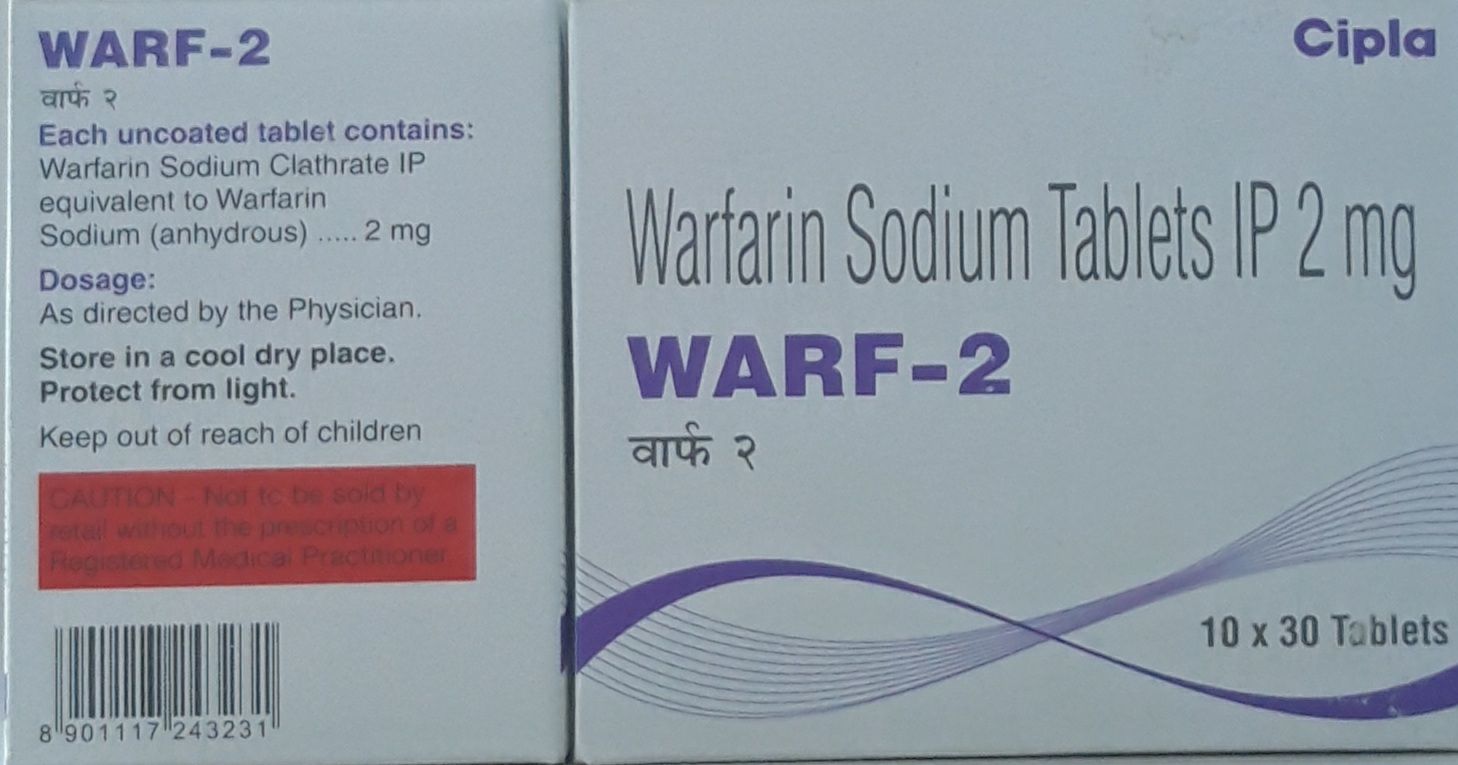 WARF-2
वार्फ २
Each uncoated tablet contains:
Warfarin Sodium Clathrate IP
equivalent to Warfarin
Sodium (anhydrous) ..... 2 mg
Dosage:
As directed by the Physician.
Store in a cool dry place.
Protect from light.
Keep out of reach of children
CAUTION - Not to be sold by
retail without the prescription of a
Registered Medical Practitioner
8 901117 243231
Cipla
Warfarin Sodium Tablets IP 2 mg
WARF-2
वार्फ २
10 x 30 Tablets